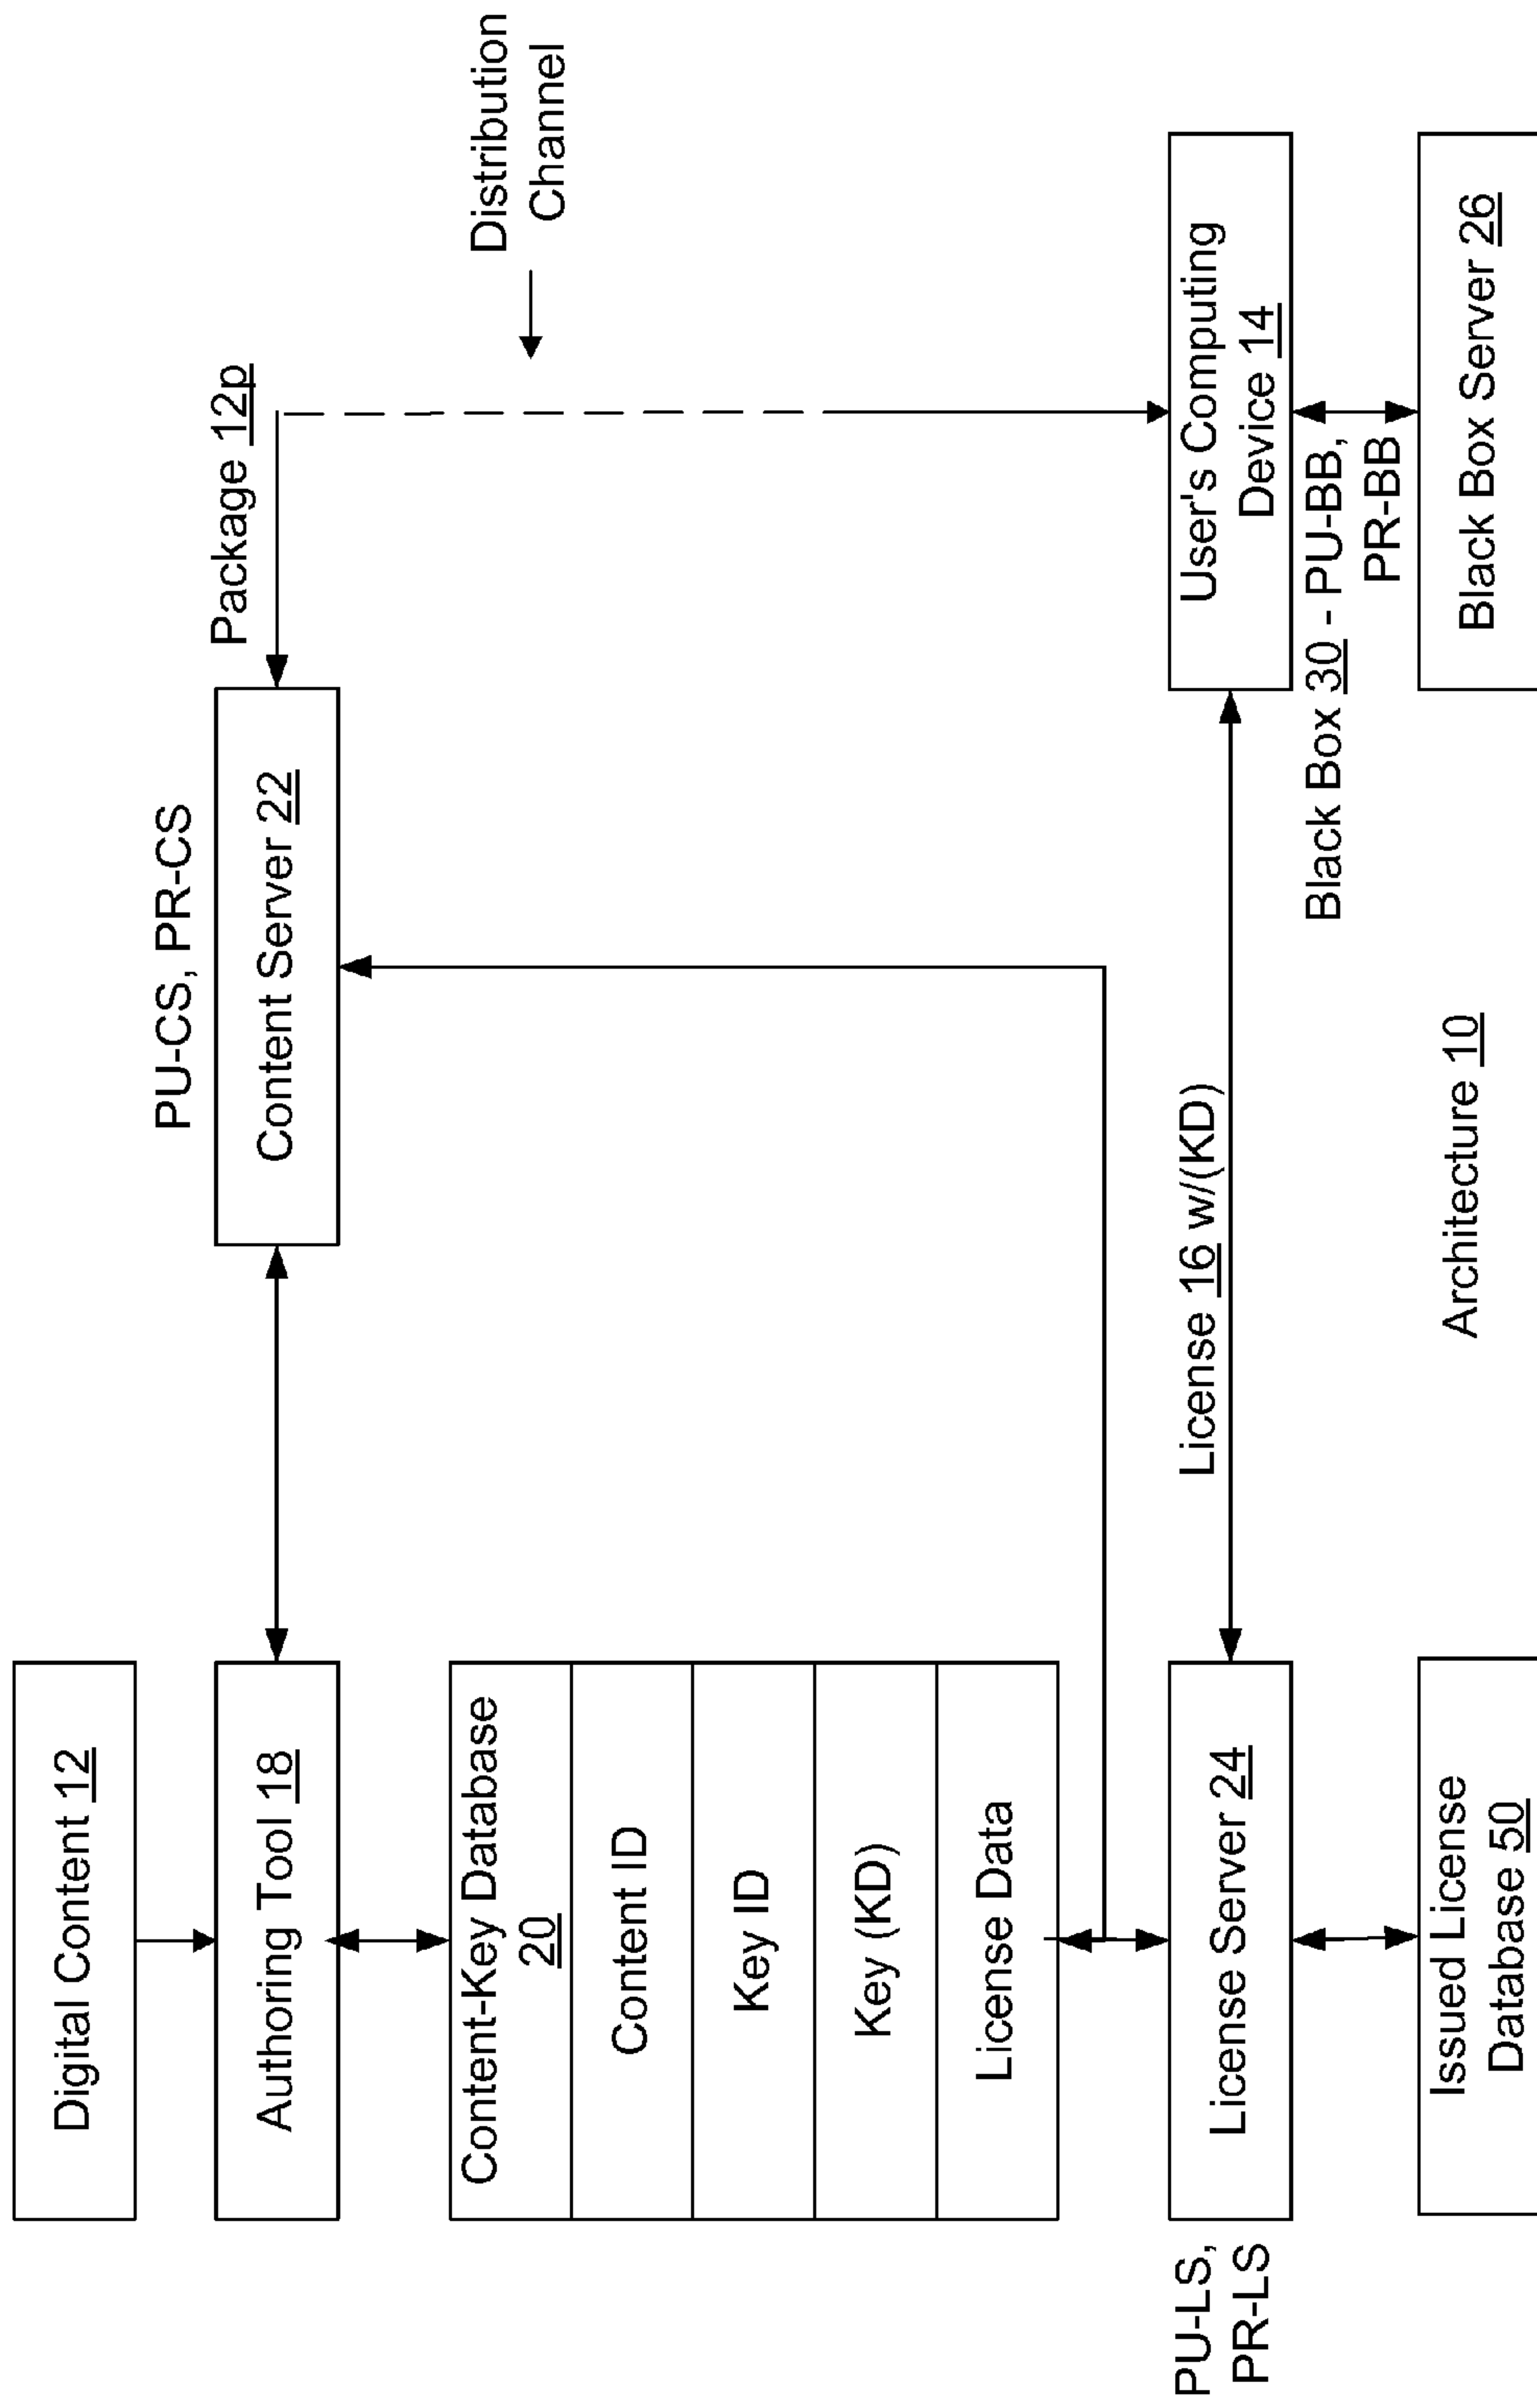 Digital Content 12
Authoring Tool 18
Content-Key Database
20
Content ID
Key ID
Key (KD)
License Data
PU-LS,
PR-LS
License Server 24
Issued License
Database 50
PU-CS, PR-CS
Content Server 22
Package 12p
Distribution
Channel
License 16 w/(KD)
User's Computing
Device 14
Black Box 30 - PU-BB,
PR-BB
Black Box Server 26
Architecture 10